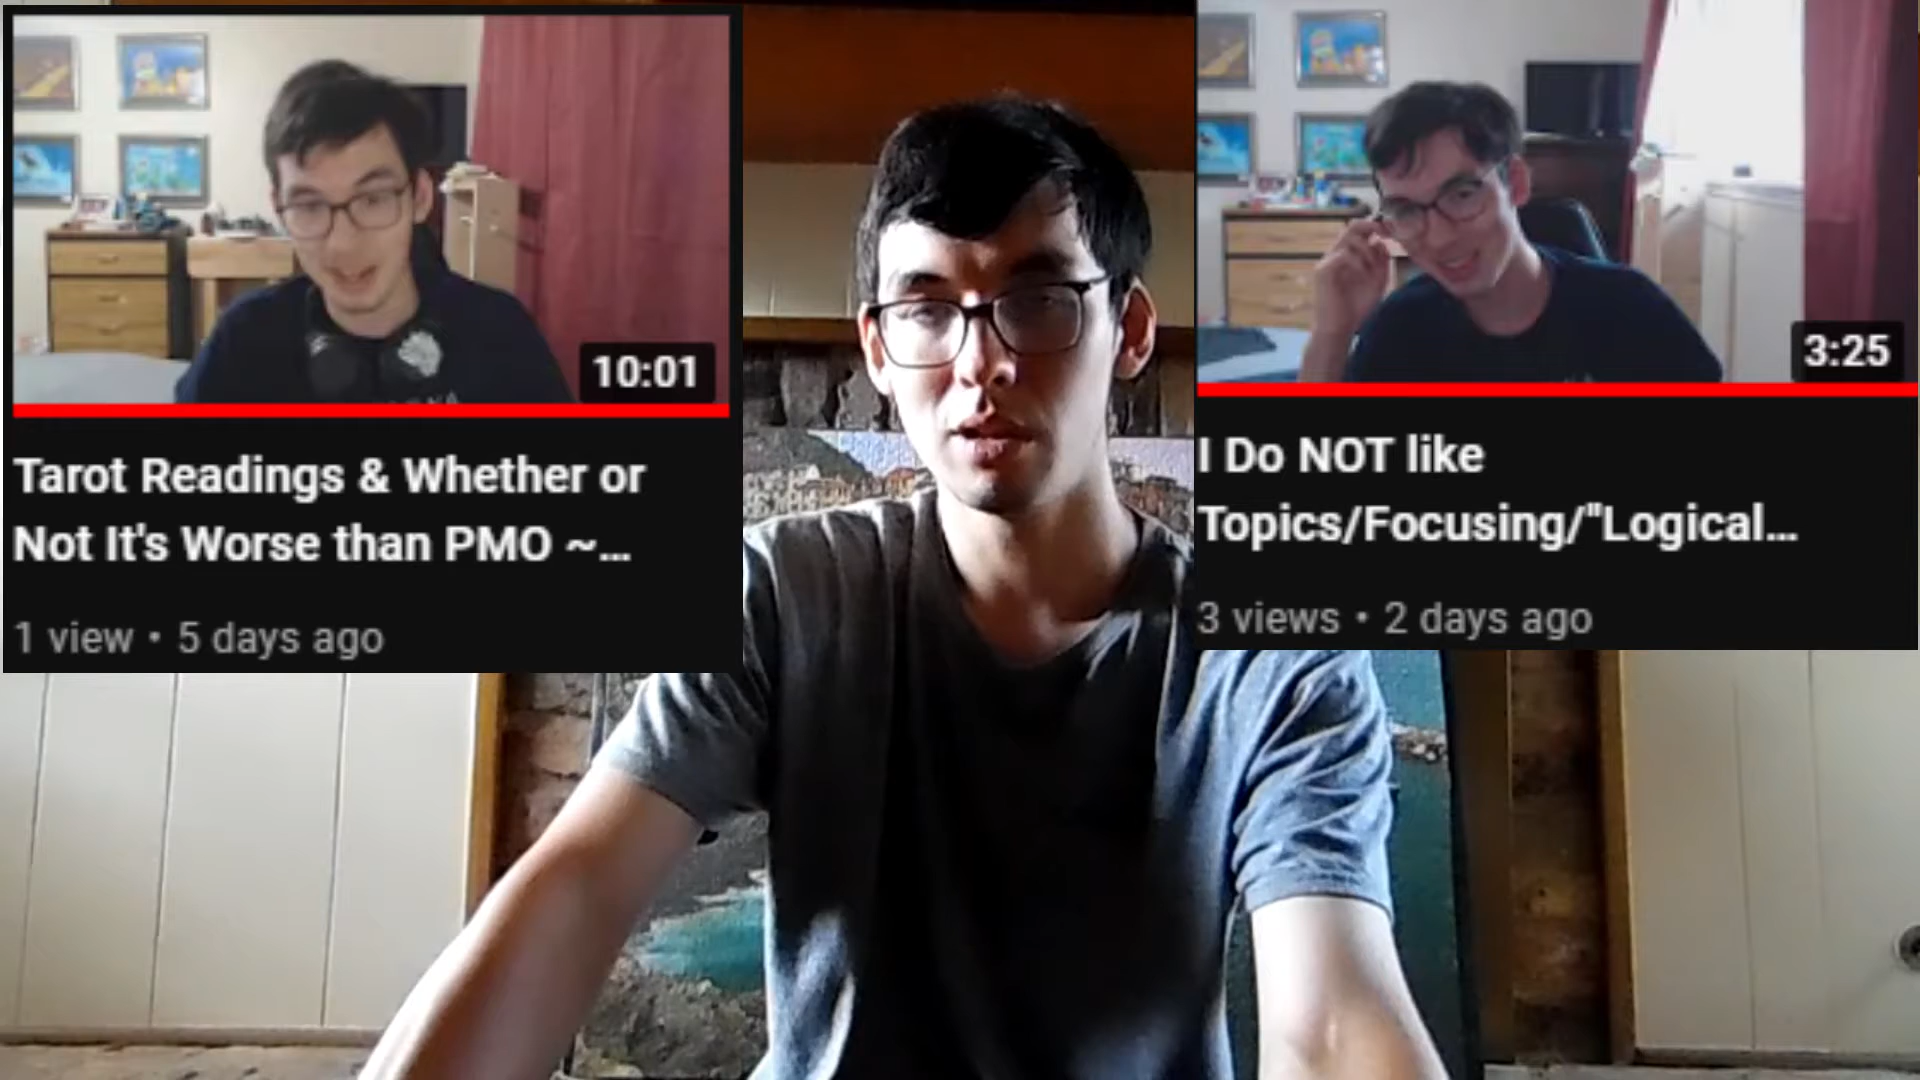 10:01
Tarot Readings & Whether or
Not It's Worse than PMO ~...
1 view • 5 days ago
3:25
I Do NOT like
Topics/Focusing/"Logical...
3 views • 2 days ago